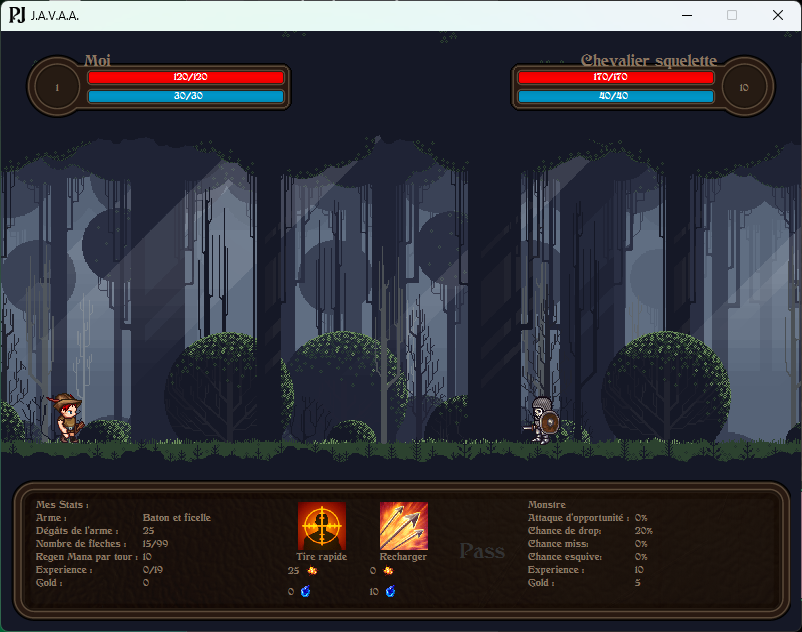 PJ J.V.A.A.
Moi
Chevalier squelette
1
120/120
30/30
170/170
40/40
10
Mes Stats :
Arme : Baton et ficelle
Dégâts de l'arme : 25
Nombre de fleches : 15/99
Regen Mana par tour : 10
Experience : 0/19
Gold : 0
Tire rapide
25
0
Recharger
0
10
Pass
Monstre
Attaque d'opportunité : 0%
Chance de drop: 20%
Chance miss: 0%
Chance esquive: 0%
Experience : 10
Gold : 5